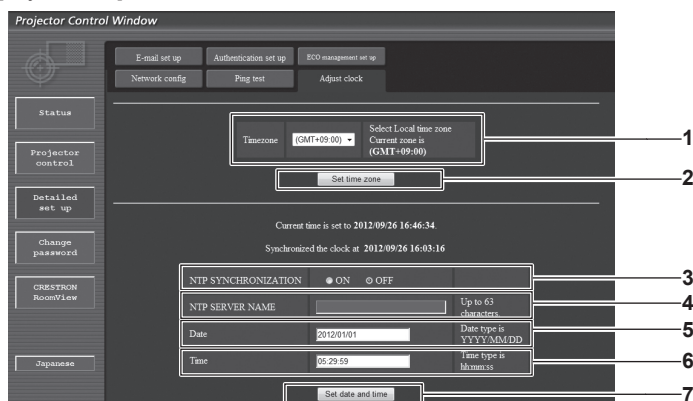 Projector Control Window
E-mail set up
Authentication set up
ECO management set up
Network config
Ping test
Adjust clock
Status
Projector
control
Detailed
set up
Change
password
CRESTRON
RoomView
Japanese
Timezone
(GMT+09:00)
Select Local time zone
Current zone is
(GMT+09:00)
1
Set time zone
2
Current time is set to 2012/09/26 16:46:34.
Synchronized the clock at 2012/09/26 16:03:16
NTP SYNCHRONIZATION
ON
OFF
3
NTP SERVER NAME
Up to 63
characters.
4
Date
2012/01/01
Date type is
YYYY/MM/DD
5
Time
05:29:59
Time type is
hh:mm:ss
6
Set date and time
7